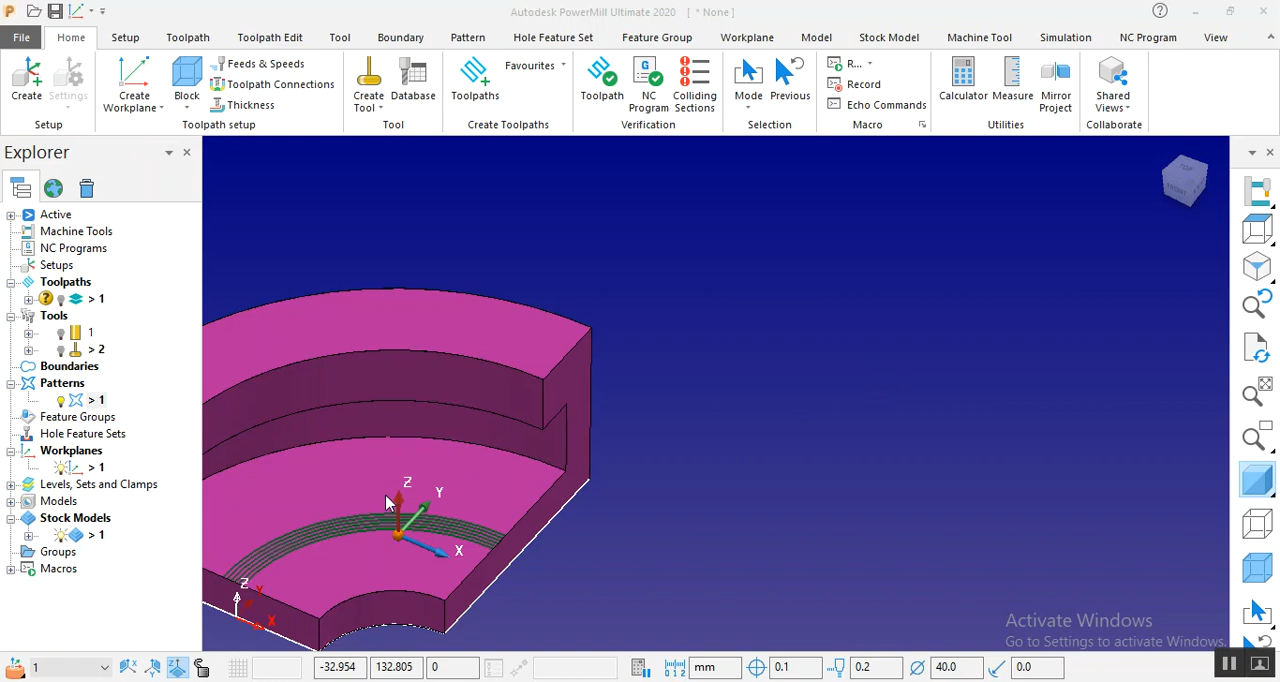 Autodesk PowerMill Ultimate 2020 [ * None ]
File Home Setup Toolpath Toolpath Edit Tool Boundary Pattern Hole Feature Set Feature Group Workplane Model Stock Model Machine Tool Simulation NC Program View
Create
Settings
Setup
Create
Workplane
Block
Feeds & Speeds
Toolpath Connections
Thickness
Toolpath setup
Create
Tool
Database
Tool
Toolpaths
Favourites
Create Toolpaths
Toolpath
NC
Program
Colliding
Sections
Verification
Mode
Previous
Selection
R...
Record
Echo Commands
Macro
Calculator
Measure
Mirror
Project
Utilities
Shared
Views
Collaborate
Explorer
Active
Machine Tools
NC Programs
Setups
Toolpaths
> 1
Tools
1
> 2
Boundaries
Patterns
> 1
Feature Groups
Hole Feature Sets
Workplanes
> 1
Levels, Sets and Clamps
Models
Stock Models
> 1
Groups
Macros
TOP
FRONT
Z
Y
X
Z
Y
X
Activate Windows
Go to Settings to activate Windows.
1 -32.954 132.805 0 mm 0.1 0.2 40.0 0.0